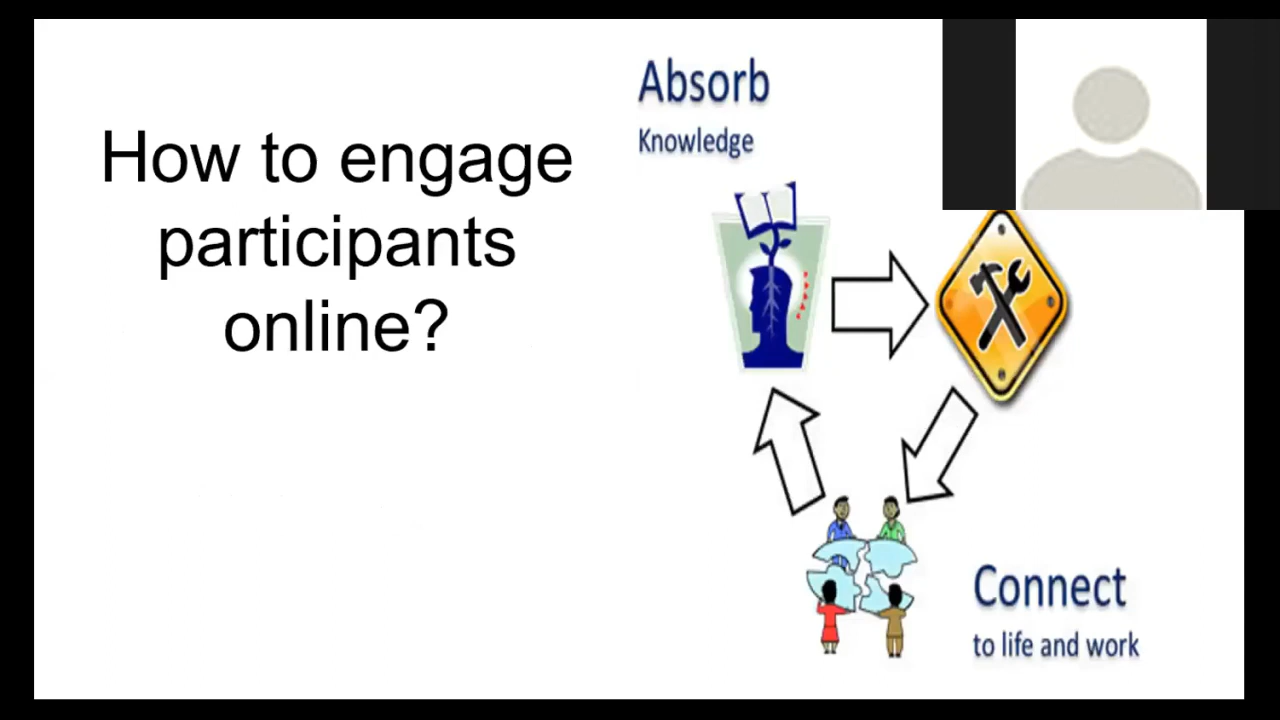 How to engage
participants
online?
Absorb
Knowledge
Connect
to life and work